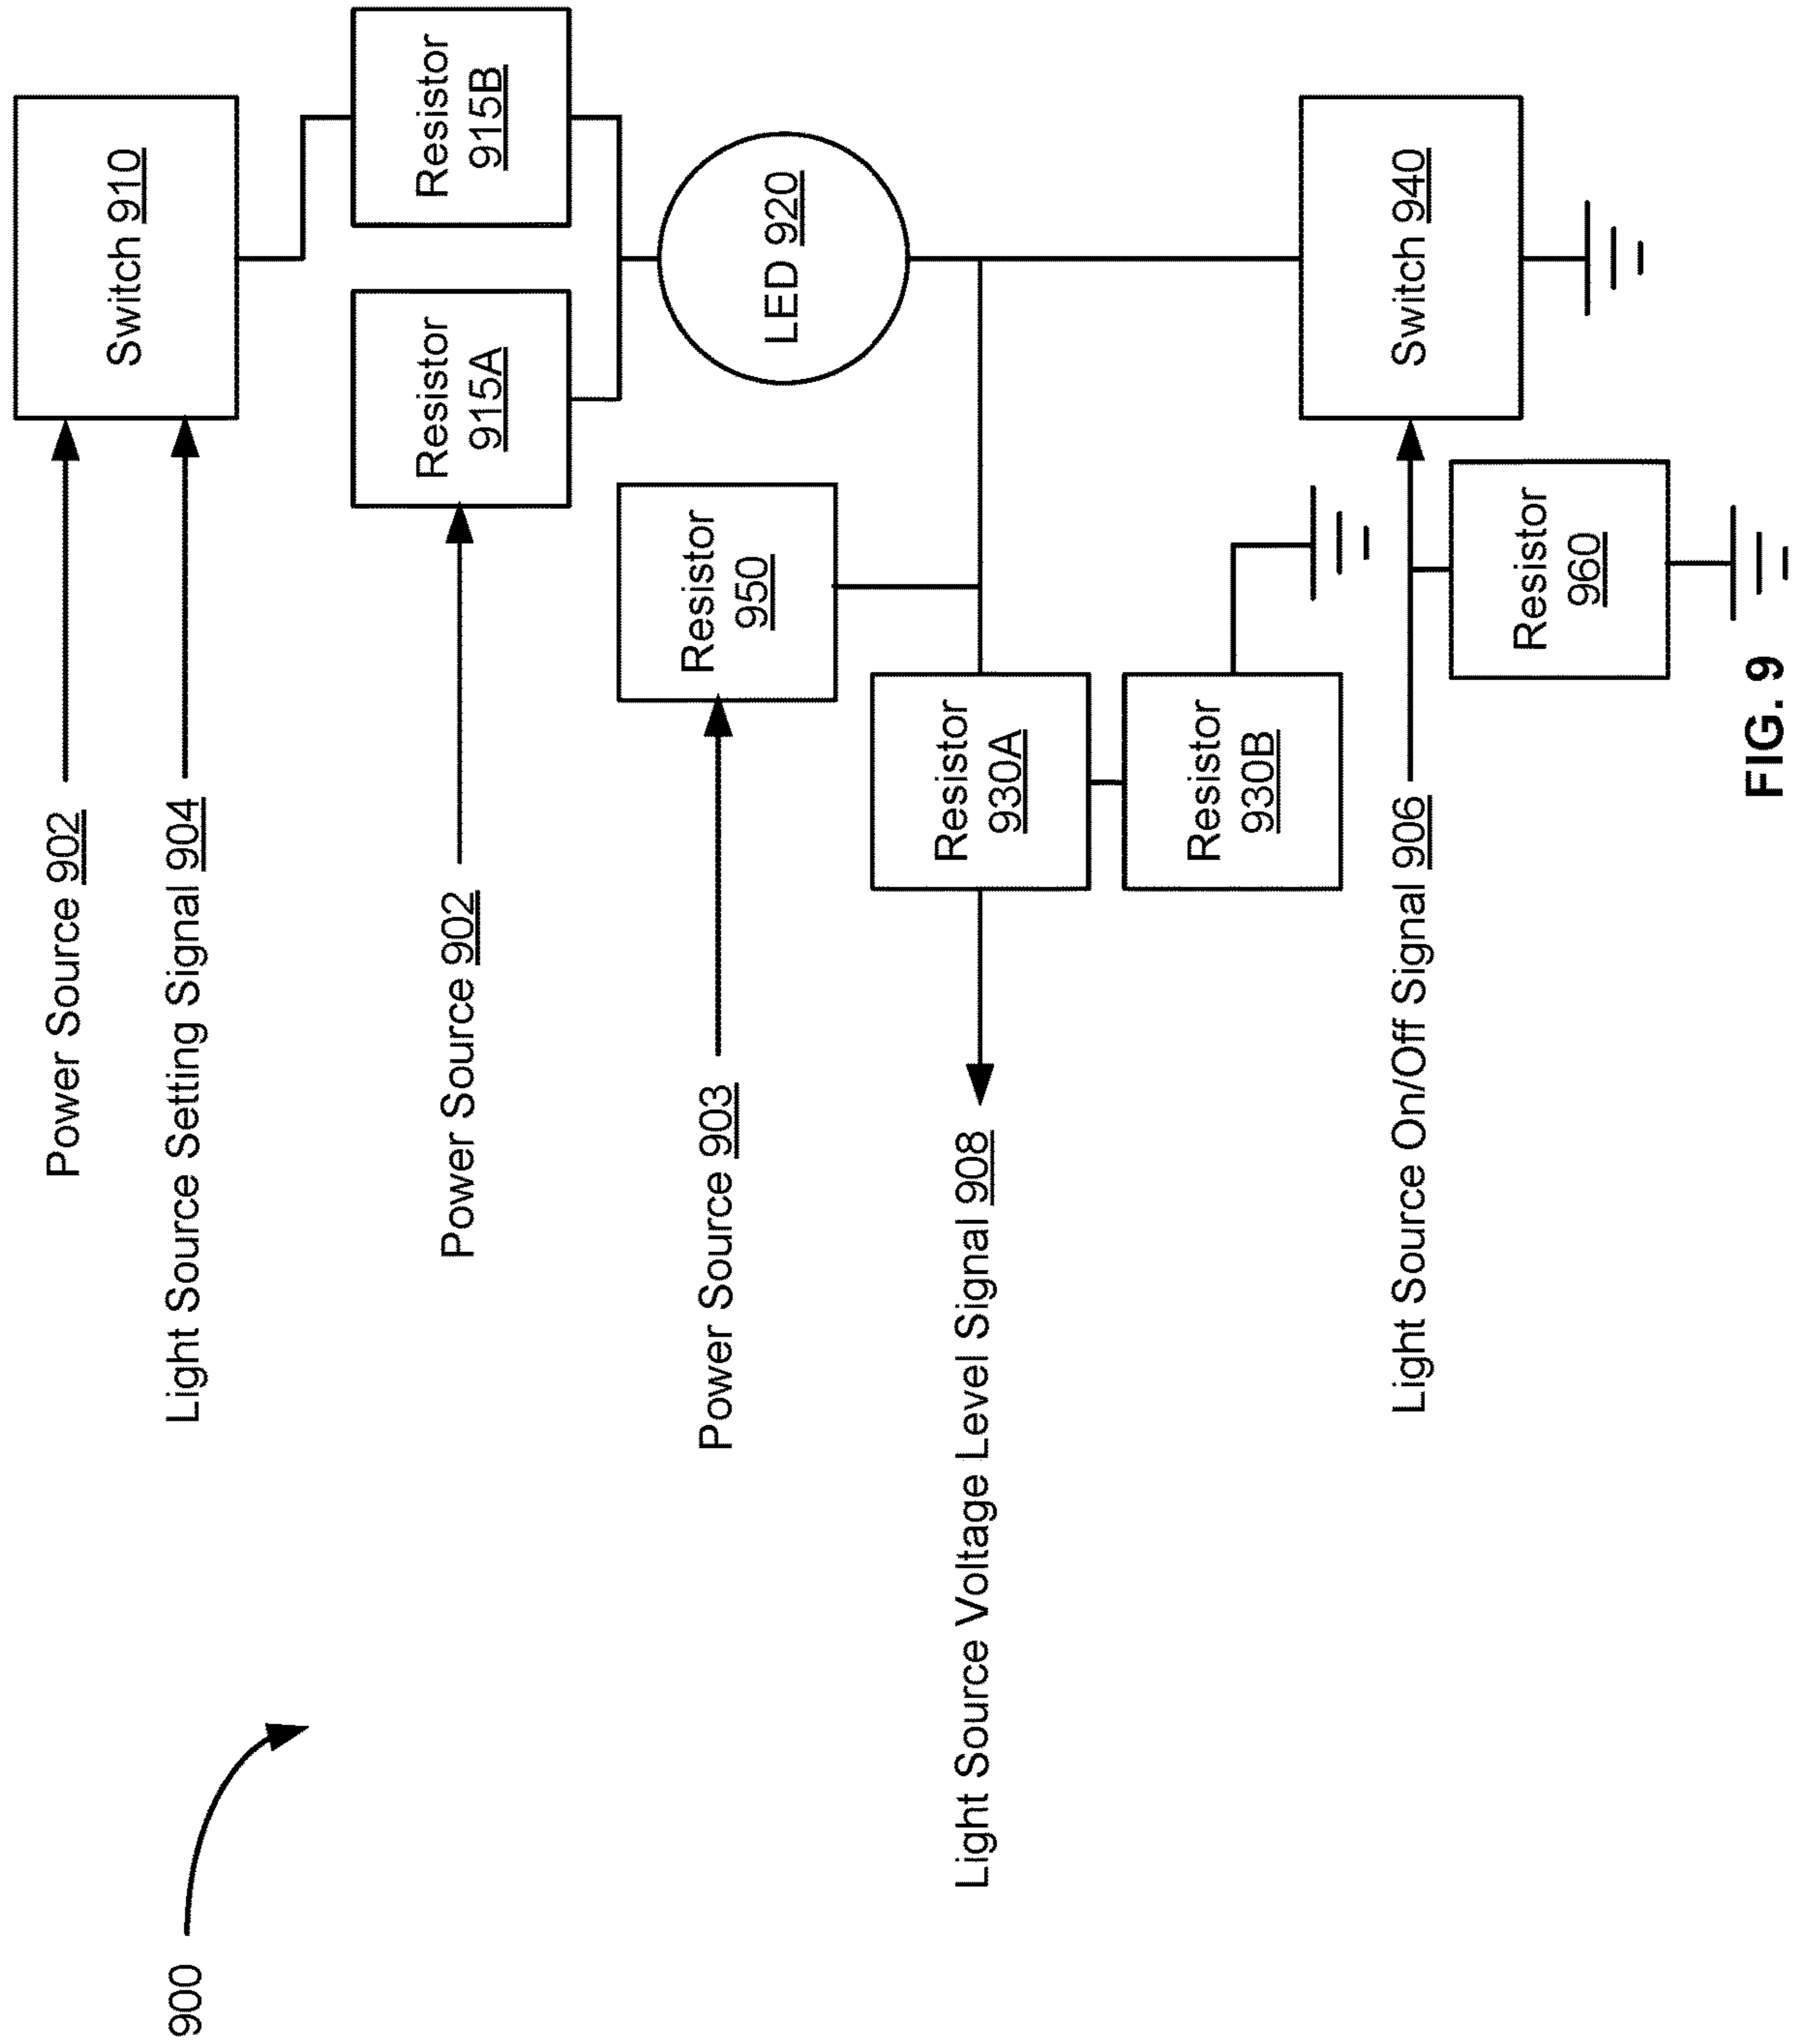 900
Power Source 902
Light Source Setting Signal 904
Power Source 902
Power Source 903
Light Source Voltage Level Signal 908
Light Source On/Off Signal 906
Switch 910
Resistor
915A
Resistor
915B
Resistor
950
LED 920
Resistor
930A
Resistor
930B
Switch 940
Resistor
960
FIG. 9